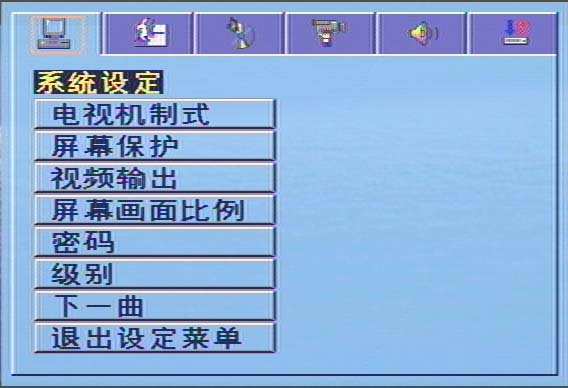 系统设定
电视机制式
屏幕保护
视频输出
屏幕画面比例
密码
级别
下一曲
退出设定菜单